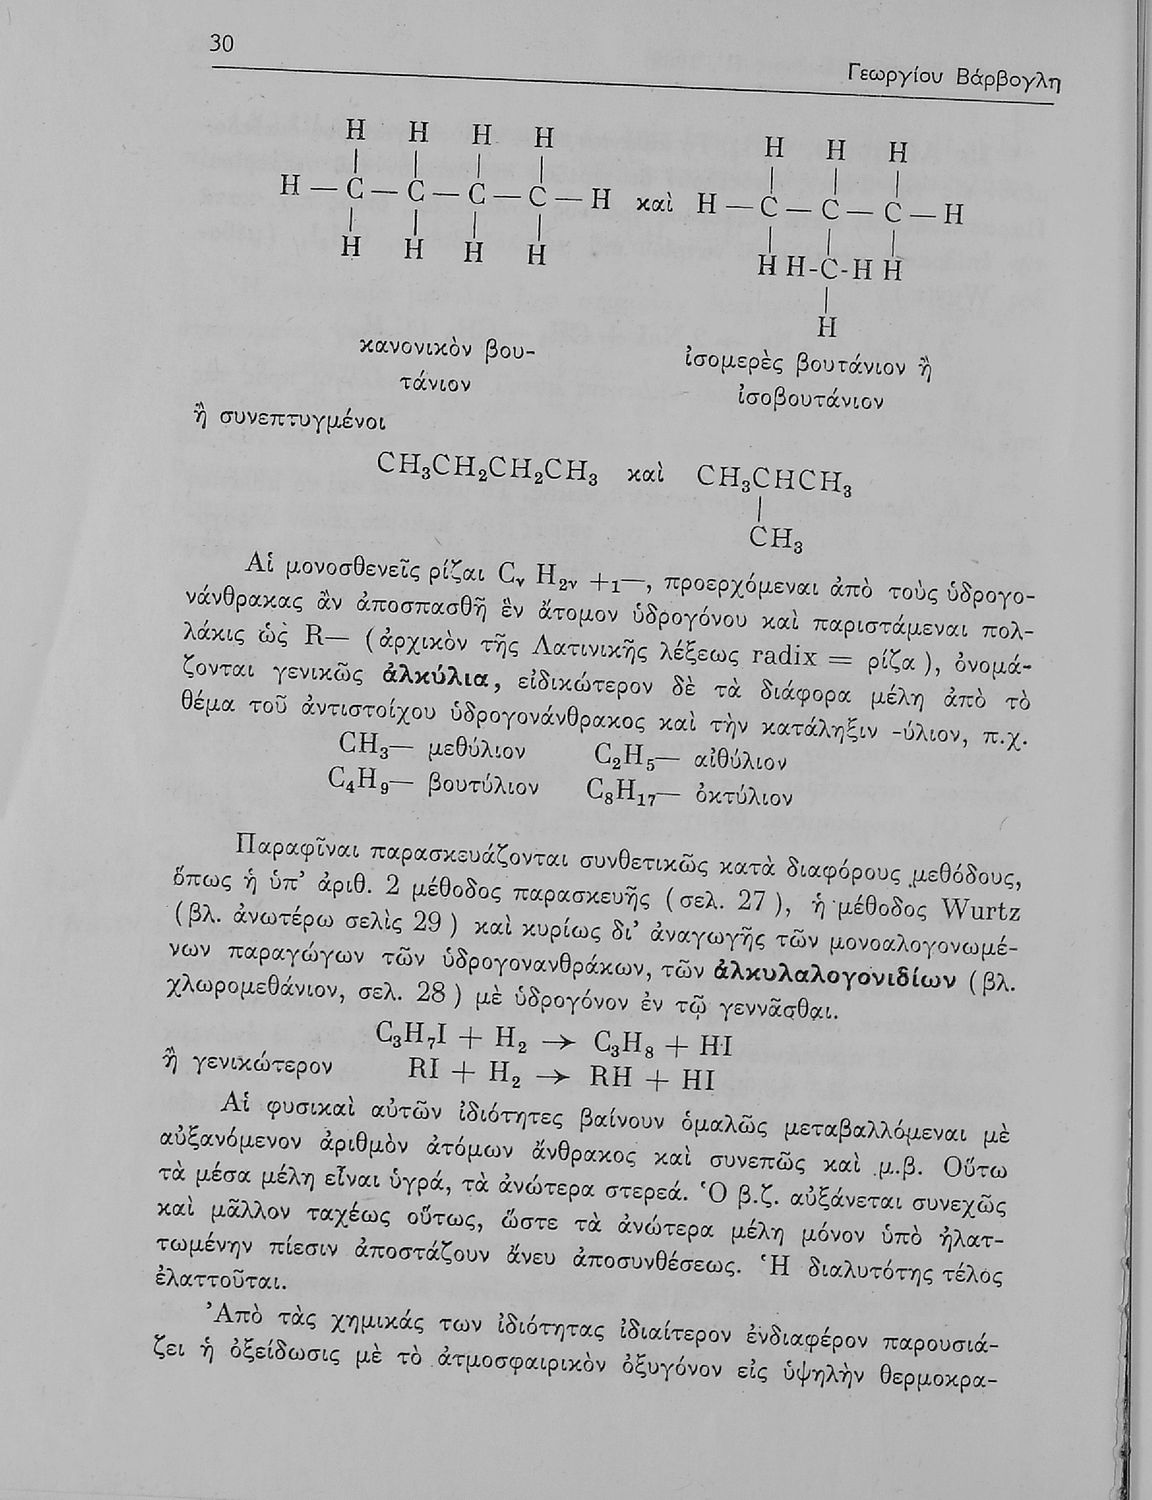 30
Γεωργίου Βάρβογλη
H H H H
H H H
H — C — C — C — C — H καὶ H — C — C — C — H
H H H H
H H-C-H H
H
κανονικὸν βου-
τάνιον
ἰσομερὲς βουτάνιον ἢ
ἰσοβουτάνιον
ἢ συνεπτυγμένοι
CH₃CH₂CH₂CH₃ καὶ CH₃CHCH₃
CH₃
Αἱ μονοσθενεῖς ρίζαι Cᵥ H₂ᵥ +₁—, προερχόμεναι ἀπὸ τοὺς ὑδρογο-
νάνθρακας ἂν ἀποσπασθῆ ἓν ἄτομον ὑδρογόνου καὶ παριστάμεναι πολ-
λάκις ὡς R— (ἀρχικὸν τῆς Λατινικῆς λέξεως radix = ρίζα), ὀνομά-
ζονται γενικῶς ἀλκύλια, εἰδικώτερον δὲ τὰ διάφορα μέλη ἀπὸ τὸ
θέμα τοῦ ἀντιστοίχου ὑδρογονάνθρακος καὶ τὴν κατάληξιν -ύλιον, π.χ.
CH₃— μεθύλιον C₂H₅— αἰθύλιον
C₄H₉— βουτύλιον C₈H₁₇— ὀκτύλιον
Παραφῖναι παρασκευάζονται συνθετικῶς κατὰ διαφόρους μεθόδους,
ὅπως ἡ ὑπ’ ἀριθ. 2 μέθοδος παρασκευῆς (σελ. 27), ἡ μέθοδος Wurtz
(βλ. ἀνωτέρω σελὶς 29) καὶ κυρίως δι’ ἀναγωγῆς τῶν μονοαλογονωμέ-
νων παραγώγων τῶν ὑδρογονανθράκων, τῶν ἀλκυλαλογονιδίων (βλ.
χλωρομεθάνιον, σελ. 28) μὲ ὑδρογόνον ἐν τῷ γεννᾶσθαι.
C₃H₇I + H₂ → C₃H₈ + HI
ἢ γενικώτερον RI + H₂ → RH + HI
Αἱ φυσικαὶ αὐτῶν ἰδιότητες βαίνουν ὁμαλῶς μεταβαλλόμεναι μὲ
αὐξανόμενον ἀριθμὸν ἀτόμων ἄνθρακος καὶ συνεπῶς καὶ μ.β. Οὕτω
τὰ μέσα μέλη εἶναι ὑγρά, τὰ ἀνώτερα στερεά. Ὁ β.ζ. αὐξάνεται συνεχῶς
καὶ μᾶλλον ταχέως οὕτως, ὥστε τὰ ἀνώτερα μέλη μόνον ὑπὸ ἠλατ-
τωμένην πίεσιν ἀποστάζουν ἄνευ ἀποσυνθέσεως. Ἡ διαλυτότης τέλος
ἐλαττοῦται.
Ἀπὸ τὰς χημικάς των ἰδιότητας ἰδιαίτερον ἐνδιαφέρον παρουσιά-
ζει ἡ ὀξείδωσις μὲ τὸ ἀτμοσφαιρικὸν ὀξυγόνον εἰς ὑψηλὴν θερμοκρα-